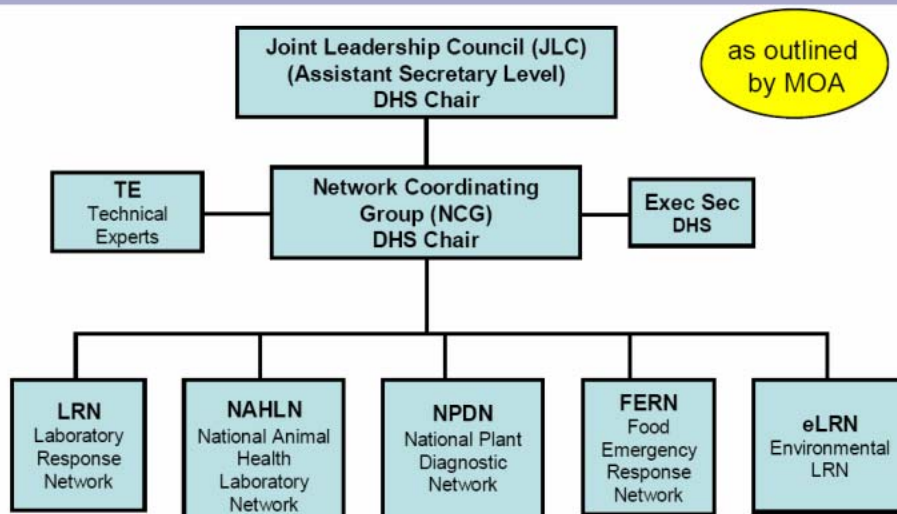 Joint Leadership Council (JLC)
(Assistant Secretary Level)
DHS Chair
as outlined
by MOA
TE
Technical
Experts
Network Coordinating
Group (NCG)
DHS Chair
Exec Sec
DHS
LRN
Laboratory
Response
Network
NAHLN
National Animal
Health
Laboratory
Network
NPDN
National Plant
Diagnostic
Network
FERN
Food
Emergency
Response
Network
eLRN
Environmental
LRN